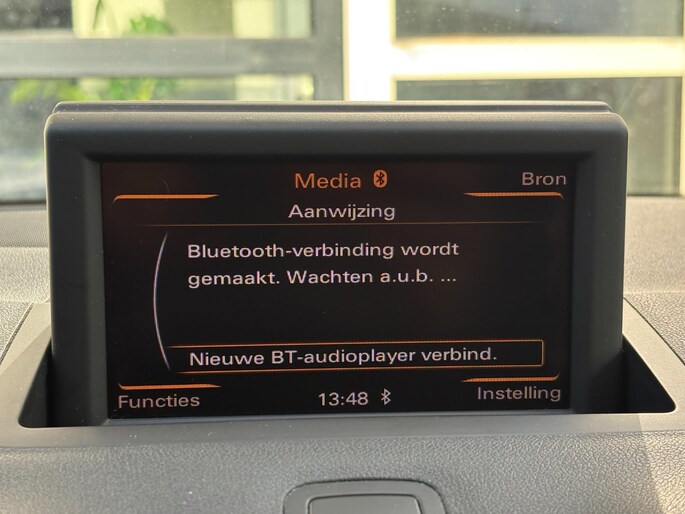 Media
Bron
Aanwijzing
Bluetooth-verbinding wordt
gemaakt. Wachten a.u.b. ...
Nieuwe BT-audioplayer verbind.
Functies
13:48
Instelling